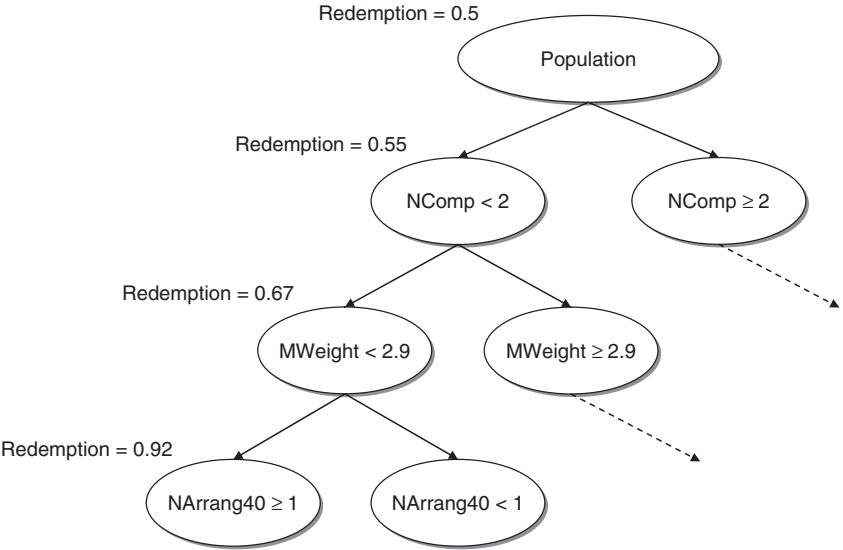 Redemption = 0.5
Population
Redemption = 0.55
NComp < 2
NComp ≥ 2
Redemption = 0.67
MWeight < 2.9
MWeight ≥ 2.9
Redemption = 0.92
NArrang40 ≥ 1
NArrang40 < 1